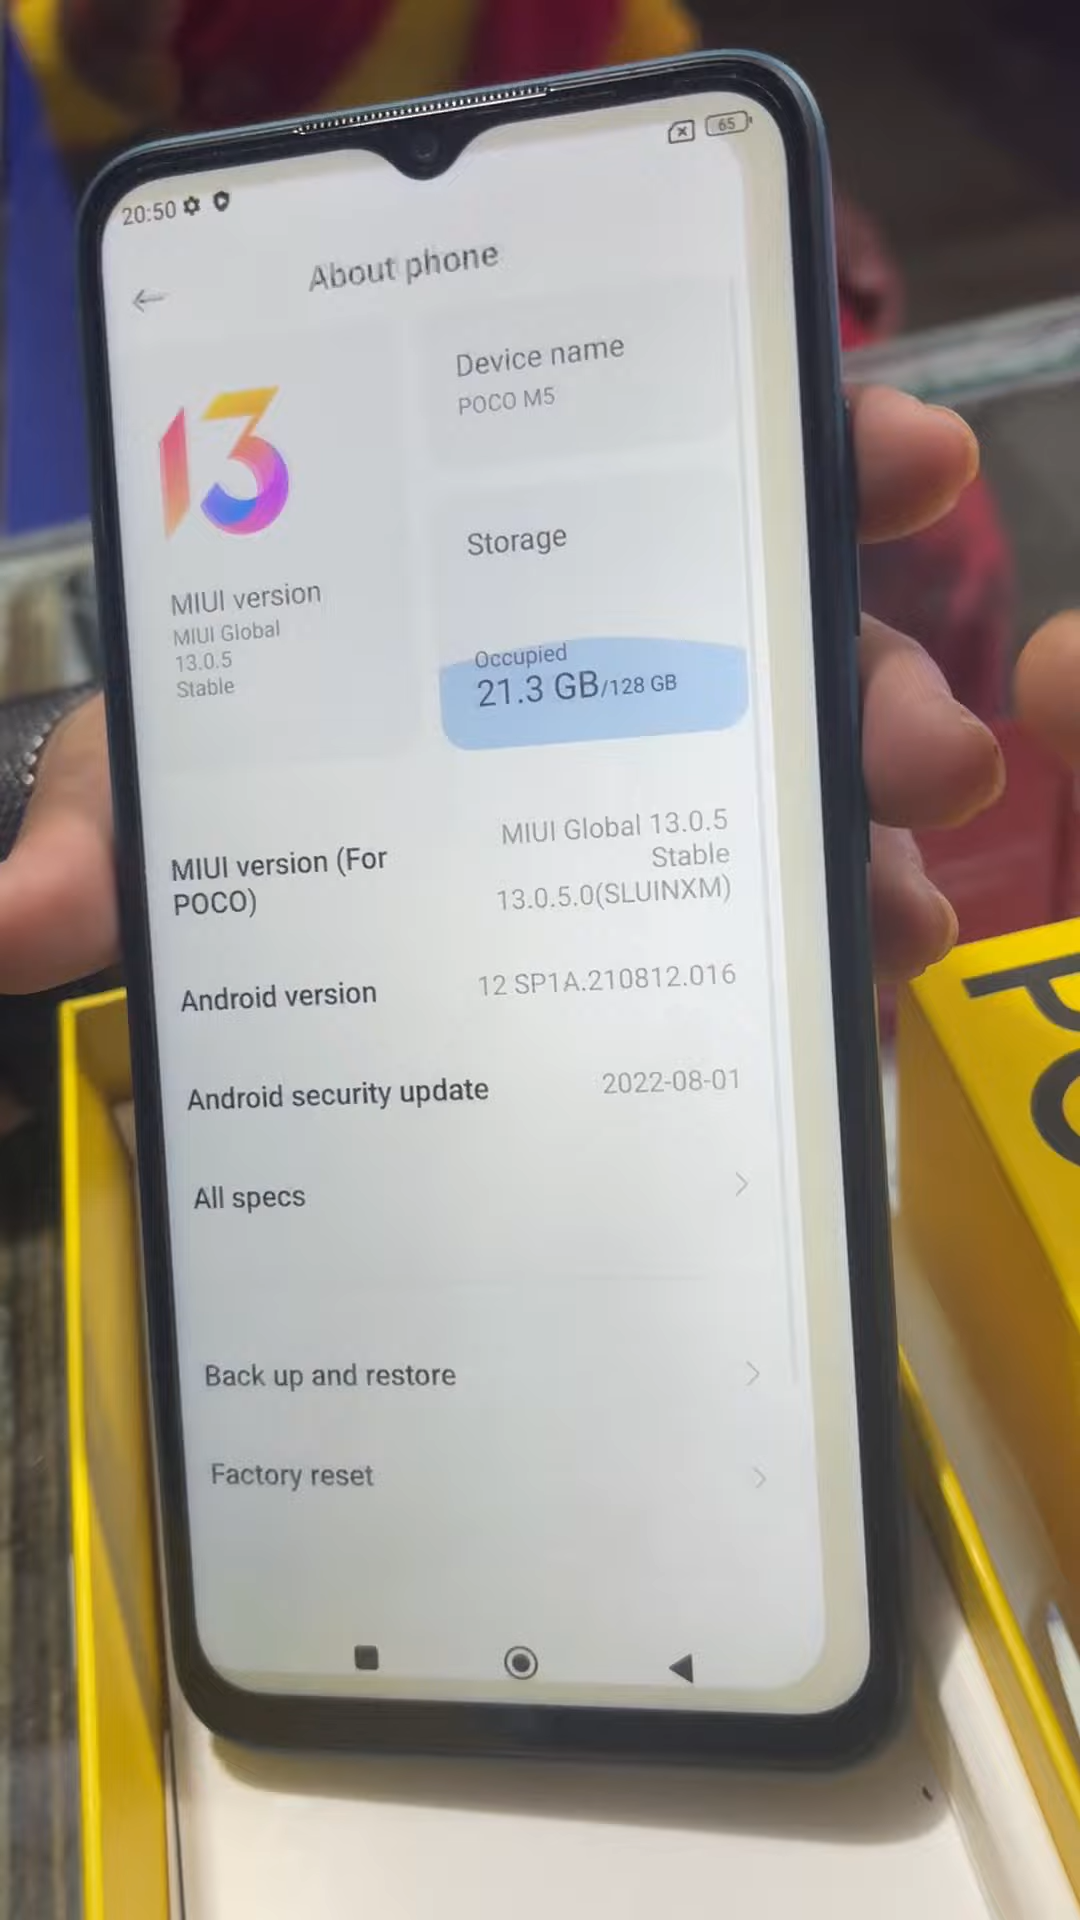 20:50
65
About phone
13
Device name
POCO M5
Storage
MIUI version
MIUI Global
13.0.5
Stable
Occupied
21.3 GB/128 GB
MIUI version (For
POCO)
MIUI Global 13.0.5
Stable
13.0.5.0(SLUINXM)
Android version
12 SP1A.210812.016
Android security update
2022-08-01
All specs
Back up and restore
Factory reset
PO